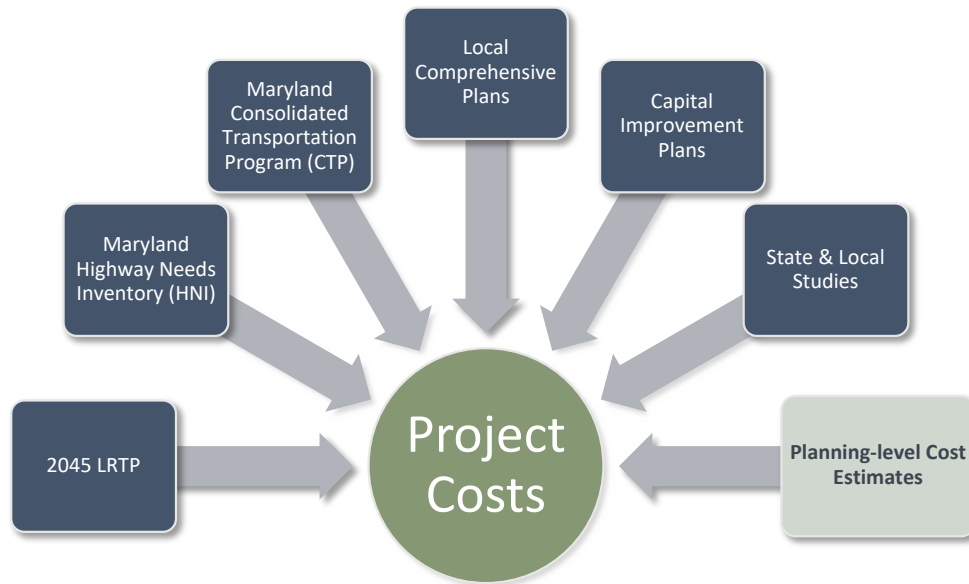 2045 LRTP
Maryland
Highway Needs
Inventory (HNI)
Maryland
Consolidated
Transportation
Program (CTP)
Local
Comprehensive
Plans
Capital
Improvement
Plans
State & Local
Studies
Planning-level Cost
Estimates
Project
Costs